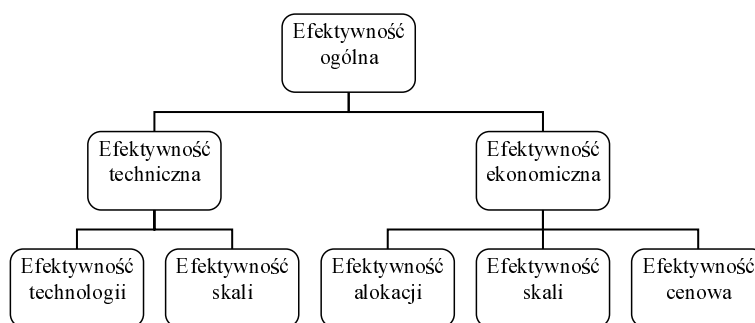 Efektywność
ogólna
Efektywność
techniczna
Efektywność
ekonomiczna
Efektywność
technologii
Efektywność
skali
Efektywność
alokacji
Efektywność
skali
Efektywność
cenowa